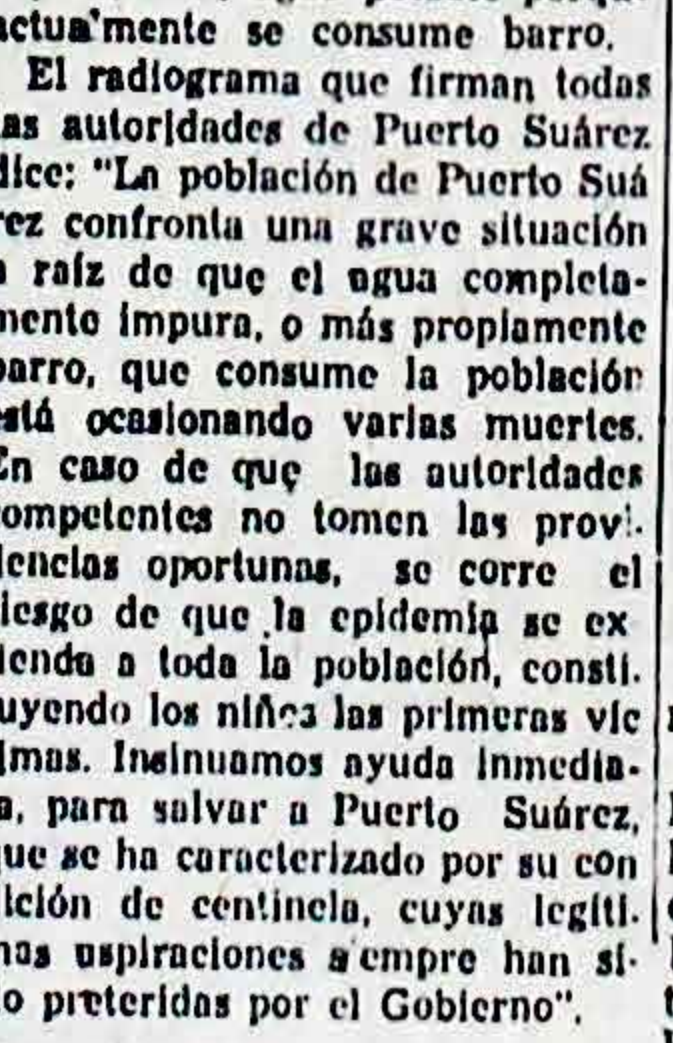 actua'mente se consume barro.
El radiograma que firman todas
as autoridades de Puerto Suárez
dice: "La población de Puerto Suá
rez confronta una grave situación
a raíz de que el agua completa-
mente impura, o más propiamente
barro, que consume la población
está ocasionando varias muertes.
En caso de que las autoridades
competentes no tomen las provi-
dencias oportunas, se corre el
riesgo de que la epidemia se ex
tienda a toda la población, consti-
tuyendo los niños las primeras víc
timas. Insinuamos ayuda inmedia-
ta, para salvar a Puerto Suárez,
que se ha caracterizado por su con
dición de centinela, cuyas legíti-
mas aspiraciones siempre han si-
do preteridas por el Gobierno".